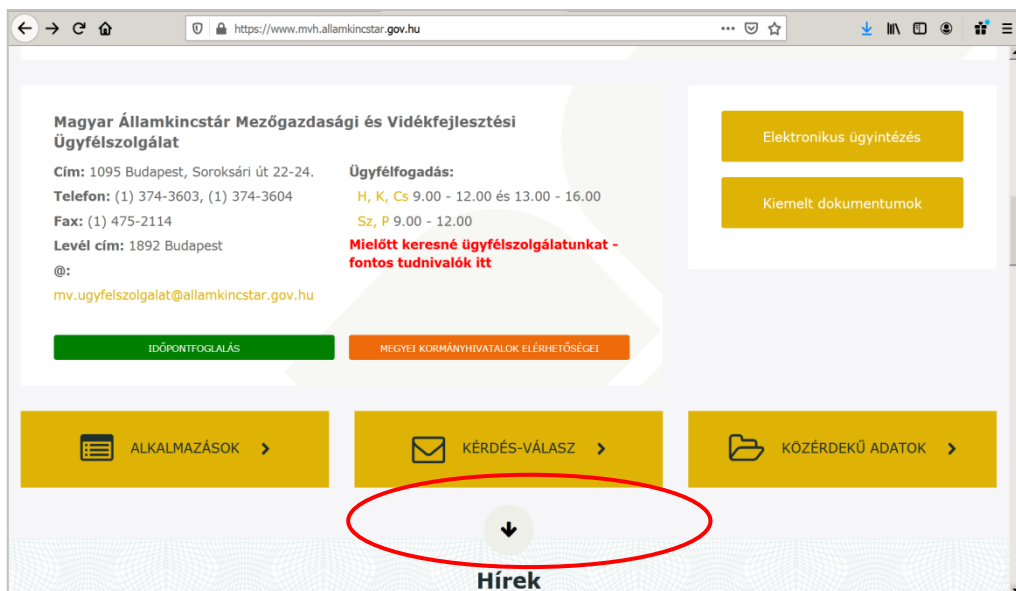 https://www.mvh.allamkincstar.gov.hu
Magyar Államkincstár Mezőgazdasági és Vidékfejlesztési
Ügyfélszolgálat
Cím: 1095 Budapest, Soroksári út 22-24.
Telefon: (1) 374-3603, (1) 374-3604
Fax: (1) 475-2114
Levél cím: 1892 Budapest
@:
mv.ugyfelszolgalat@allamkincstar.gov.hu
Ügyfélfogadás:
H, K, Cs 9.00 - 12.00 és 13.00 - 16.00
Sz, P 9.00 - 12.00
Mielőtt keresné ügyfélszolgálatunkat -
fontos tudnivalók itt
IDŐPONTFOGLALÁS
MEGYEI KORMÁNYHIVATALOK ELÉRHETŐSÉGEI
Elektronikus ügyintézés
Kiemelt dokumentumok
ALKALMAZÁSOK
KÉRDÉS-VÁLASZ
KÖZÉRDEKŰ ADATOK
Hírek